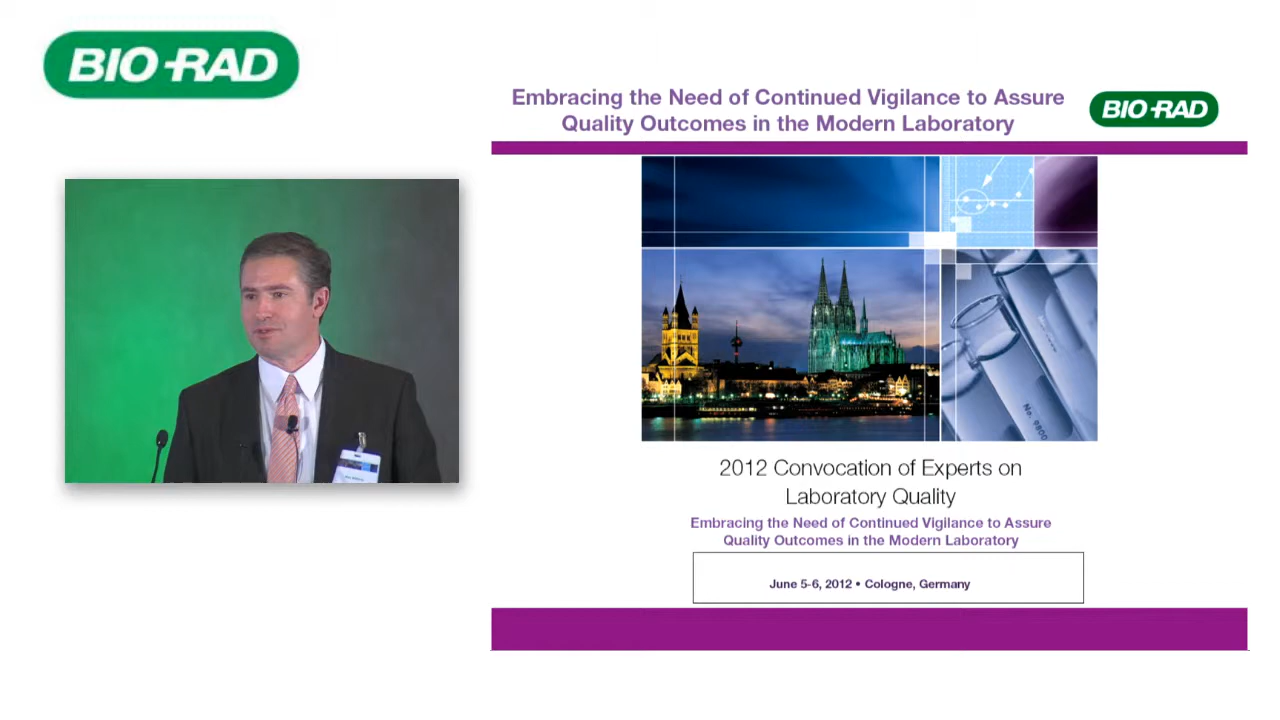 BIO-RAD
Embracing the Need of Continued Vigilance to Assure
Quality Outcomes in the Modern Laboratory
BIO-RAD
No. 9800
2012 Convocation of Experts on
Laboratory Quality
Embracing the Need of Continued Vigilance to Assure
Quality Outcomes in the Modern Laboratory
June 5-6, 2012 • Cologne, Germany